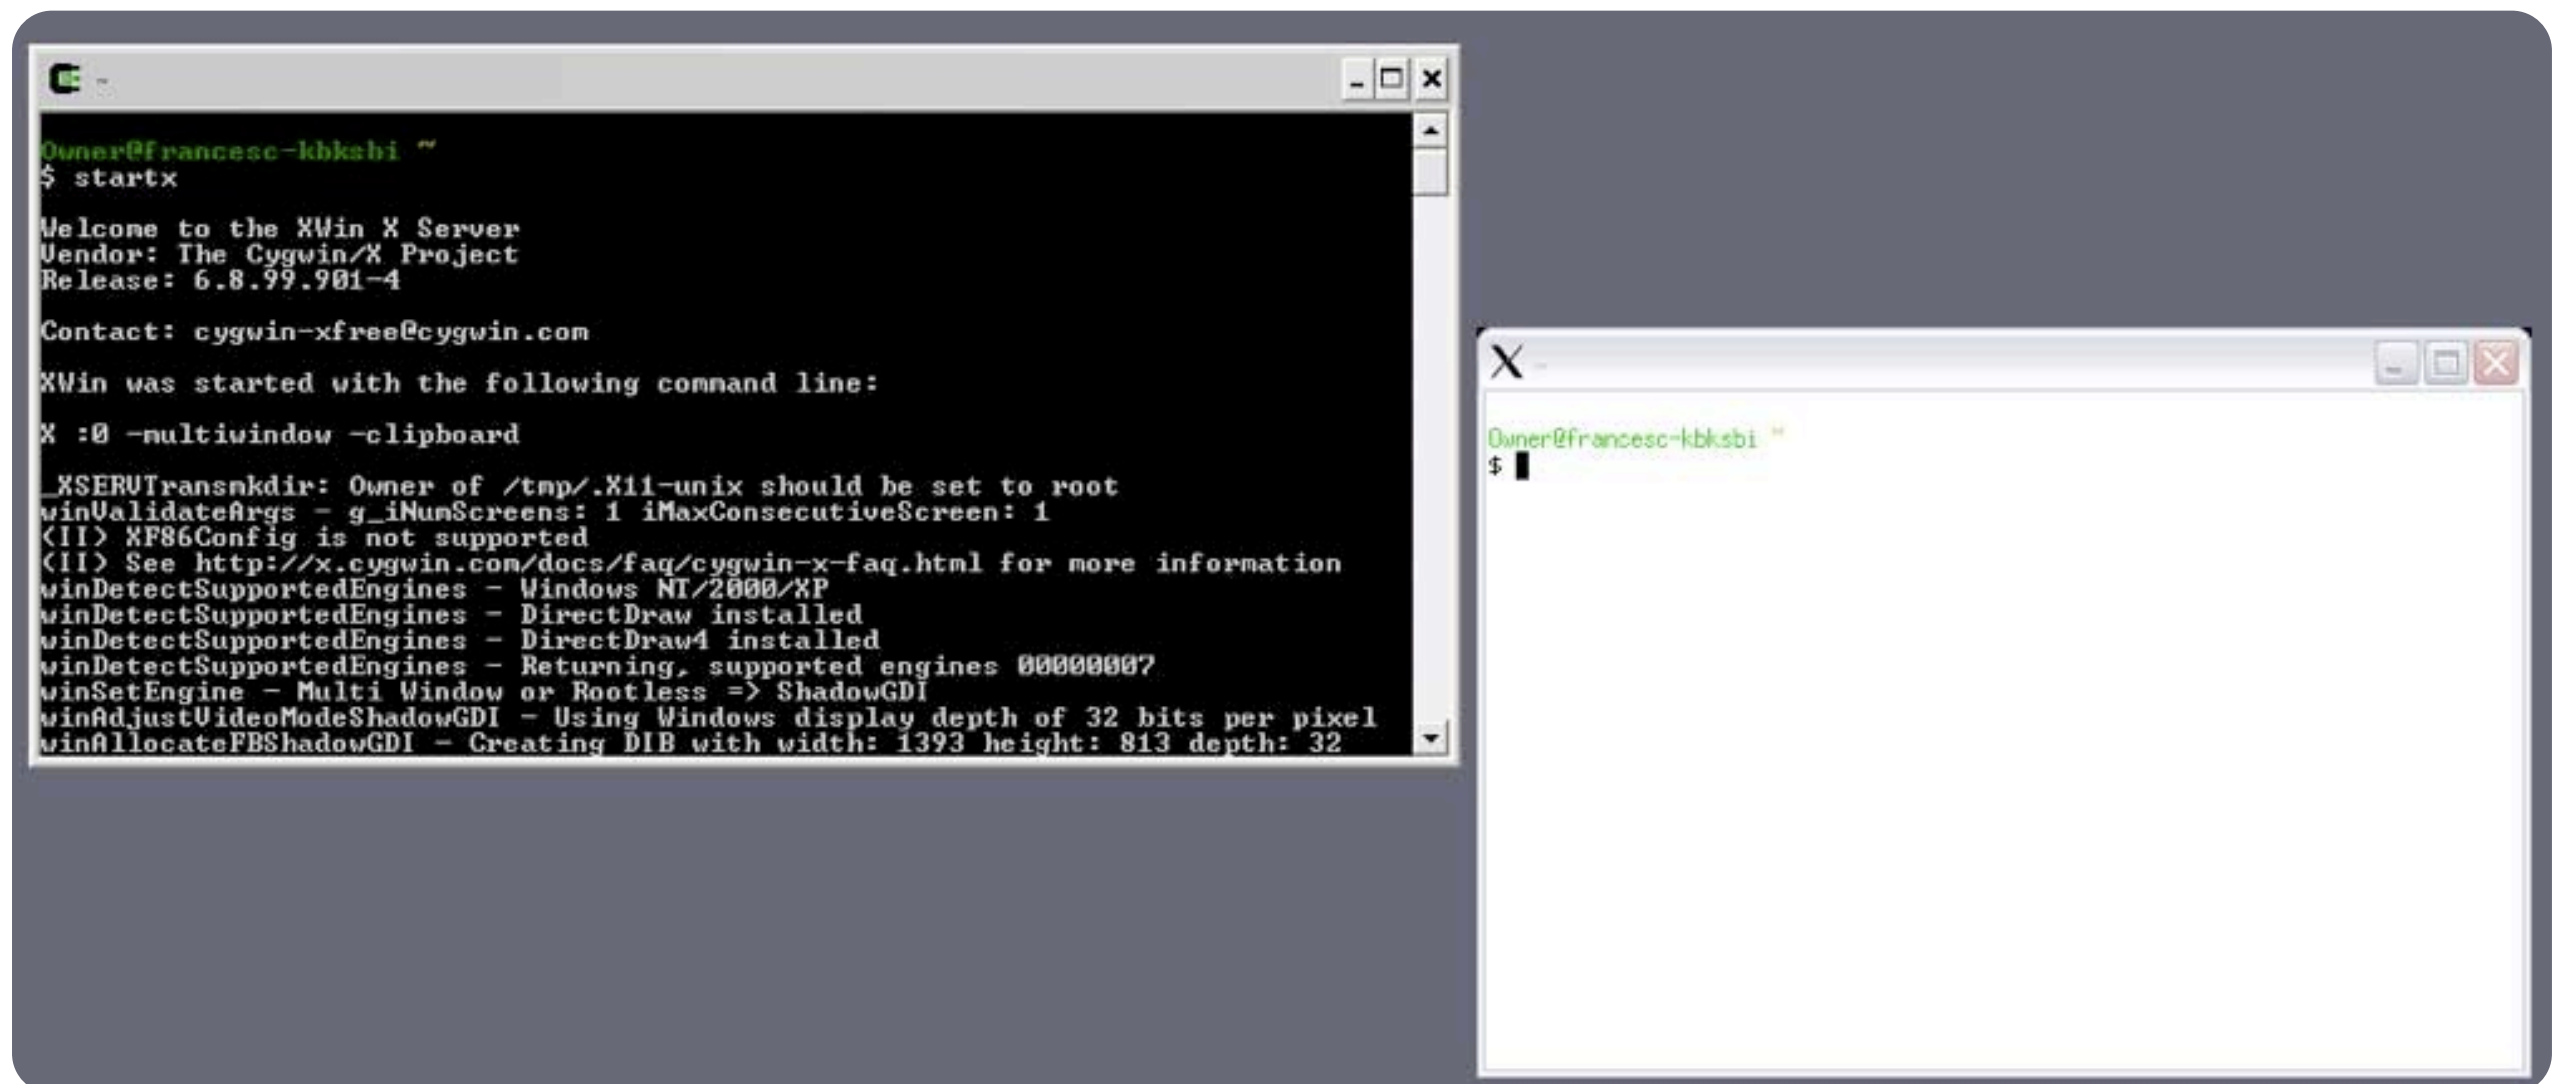 ~
Owner@francesc-kbksbi ~
$ startx
Welcome to the XWin X Server
Vendor: The Cygwin/X Project
Release: 6.8.99.901-4
Contact: cygwin-xfree@cygwin.com
XWin was started with the following command line:
X :0 -multiwindow -clipboard
_XSERVTransmkdir: Owner of /tmp/.X11-unix should be set to root
winValidateArgs - g_iNumScreens: 1 iMaxConsecutiveScreen: 1
(II) XF86Config is not supported
(II) See http://x.cygwin.com/docs/faq/cygwin-x-faq.html for more information
winDetectSupportedEngines - Windows NT/2000/XP
winDetectSupportedEngines - DirectDraw installed
winDetectSupportedEngines - DirectDraw4 installed
winDetectSupportedEngines - Returning, supported engines 00000007
winSetEngine - Multi Window or Rootless => ShadowGDI
winAdjustVideoModeShadowGDI - Using Windows display depth of 32 bits per pixel
winAllocateFBShadowGDI - Creating DIB with width: 1393 height: 813 depth: 32
~
Owner@francesc-kbksbi ~
$